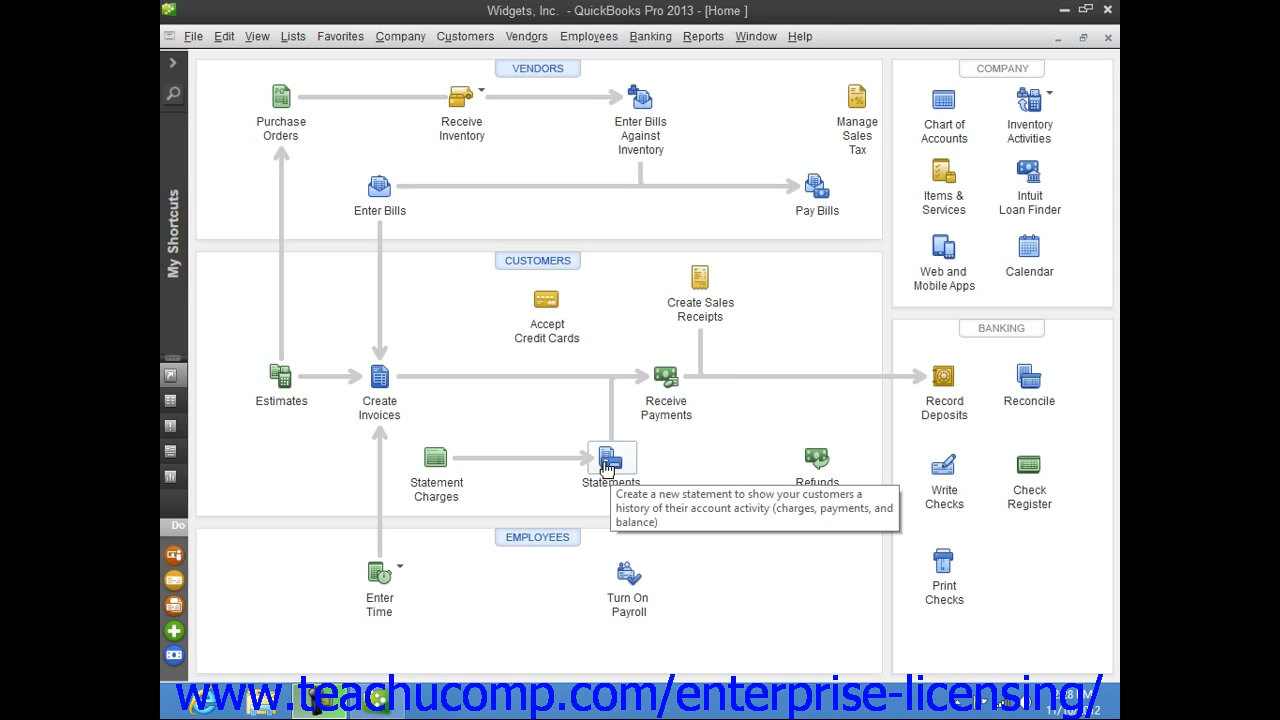 Widgets, Inc. - QuickBooks Pro 2013 - [Home ]
File Edit View Lists Favorites Company Customers Vendors Employees Banking Reports Window Help
My Shortcuts
Do
VENDORS
Purchase
Orders
Receive
Inventory
Enter Bills
Against
Inventory
Manage
Sales
Tax
Enter Bills
Pay Bills
CUSTOMERS
Accept
Credit Cards
Create Sales
Receipts
Estimates
Create
Invoices
Receive
Payments
Statement
Charges
Statements
Refunds
Create a new statement to show your customers a
history of their account activity (charges, payments, and
balance)
EMPLOYEES
Enter
Time
Turn On
Payroll
COMPANY
Chart of
Accounts
Inventory
Activities
Items &
Services
Intuit
Loan Finder
Web and
Mobile Apps
Calendar
BANKING
Record
Deposits
Reconcile
Write
Checks
Check
Register
Print
Checks
www.teachucomp.com/enterprise-licensing/